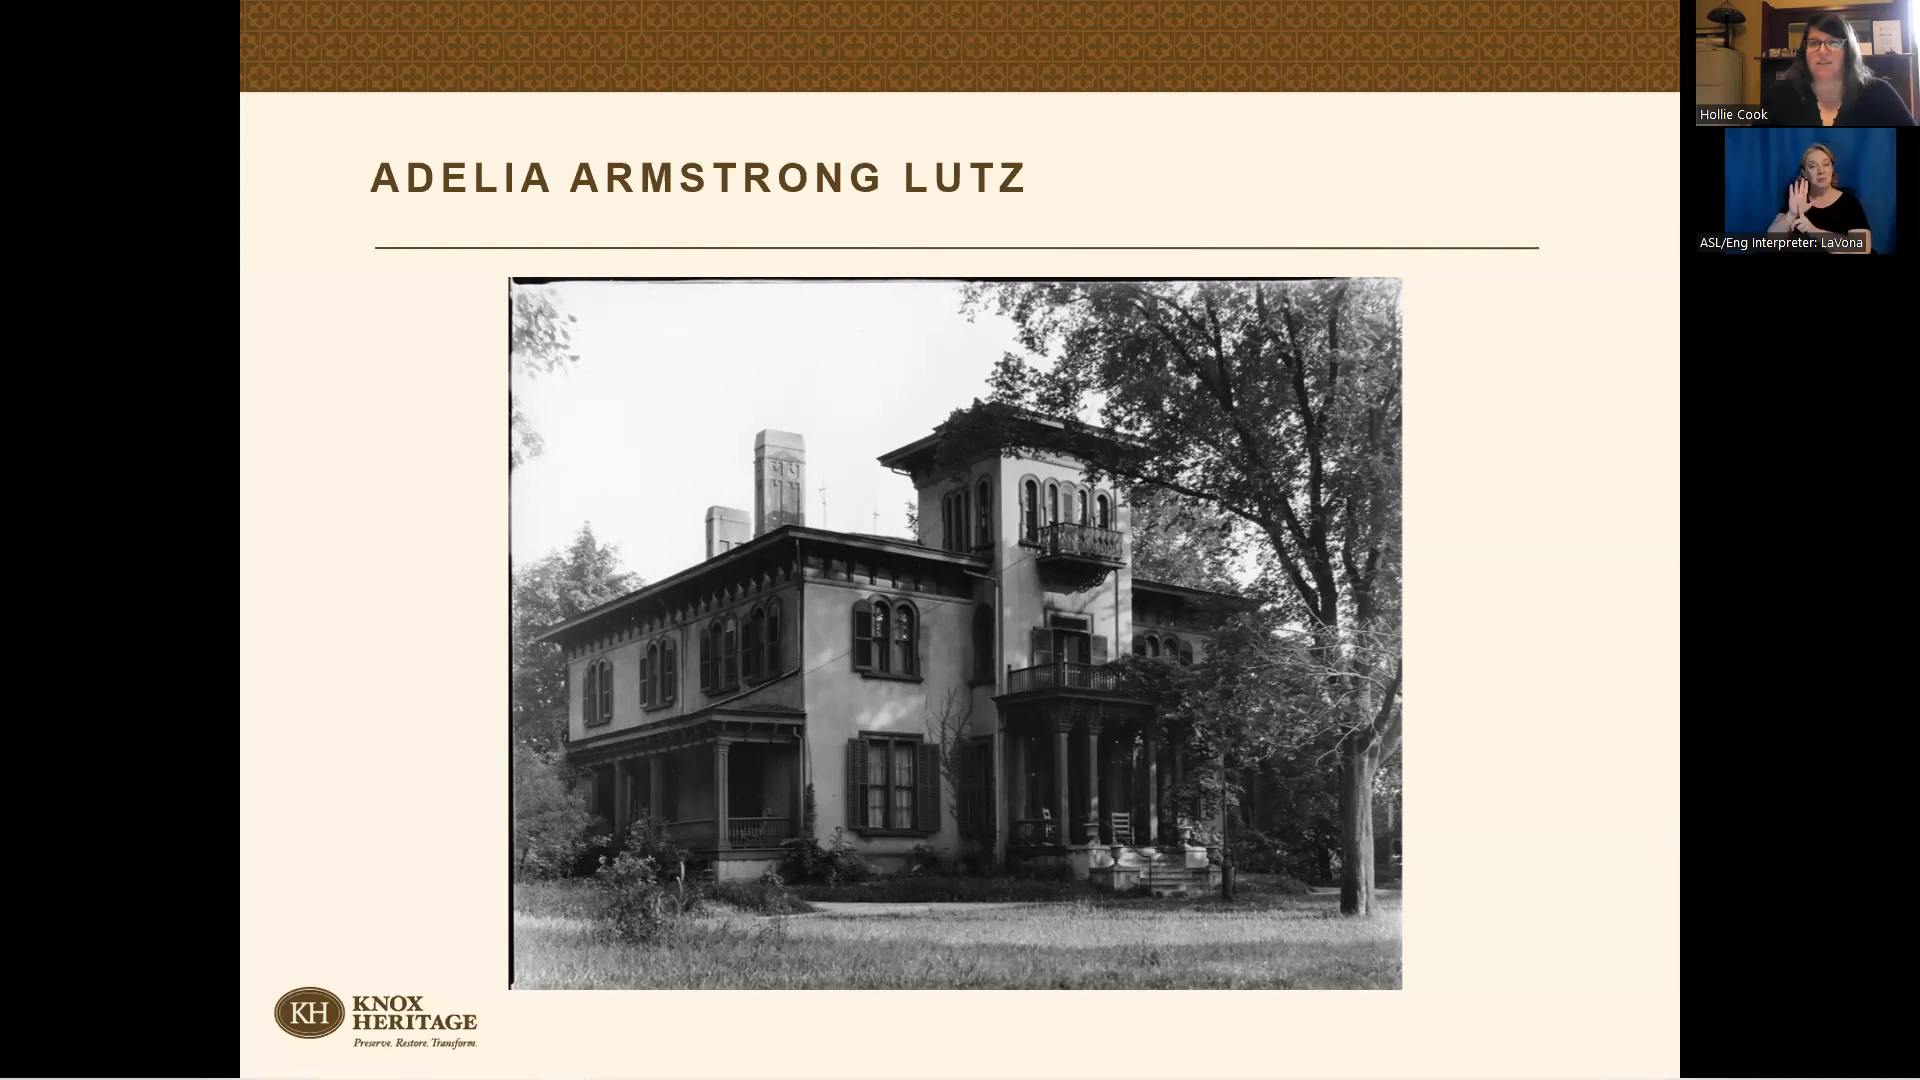 ADELIA ARMSTRONG LUTZ
Hollie Cook
ASL/Eng Interpreter: LaVona
KH
KNOX
HERITAGE
Preserve. Restore. Transform.